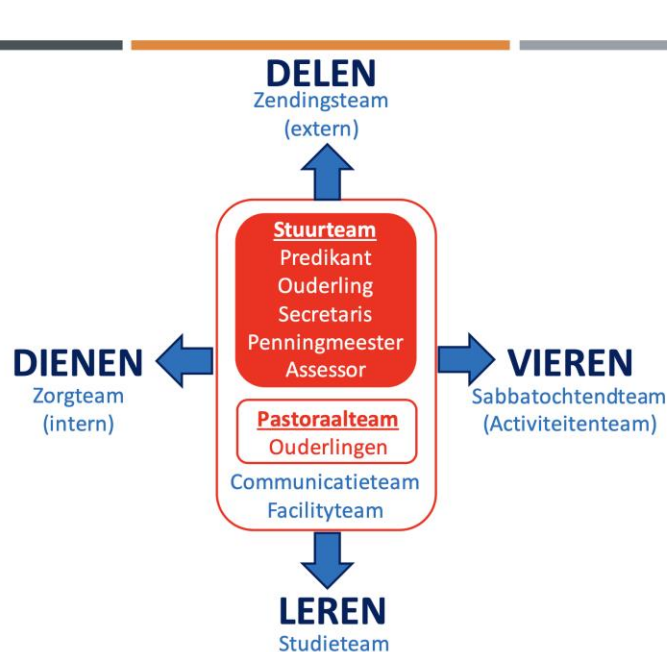 DELEN
Zendingsteam
(extern)
Stuurteam
Predikant
Ouderling
Secretaris
Penningmeester
Assessor
DIENEN
Zorgteam
(intern)
VIEREN
Sabbatochtendteam
(Activiteitenteam)
Pastoraalteam
Ouderlingen
Communicatieteam
Facilityteam
LEREN
Studieteam